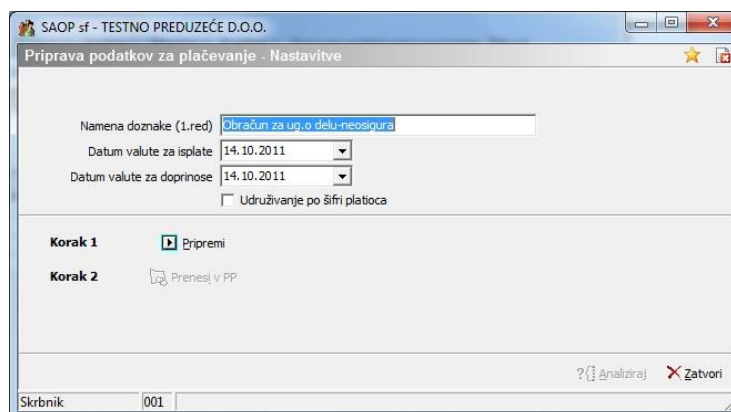 SAOP sf - TESTNO PREDUZEĆE D.O.O.
Priprava podatkov za plačevanje - Nastavitve
Namena doznake (1.red) Obračun za ug.o delu-neosigura
Datum valute za isplate 14.10.2011
Datum valute za doprinose 14.10.2011
Udruživanje po šifri platioca
Korak 1 Pripremi
Korak 2 Prenesi v PP
Analiziraj Zatvori
Skrbnik 001